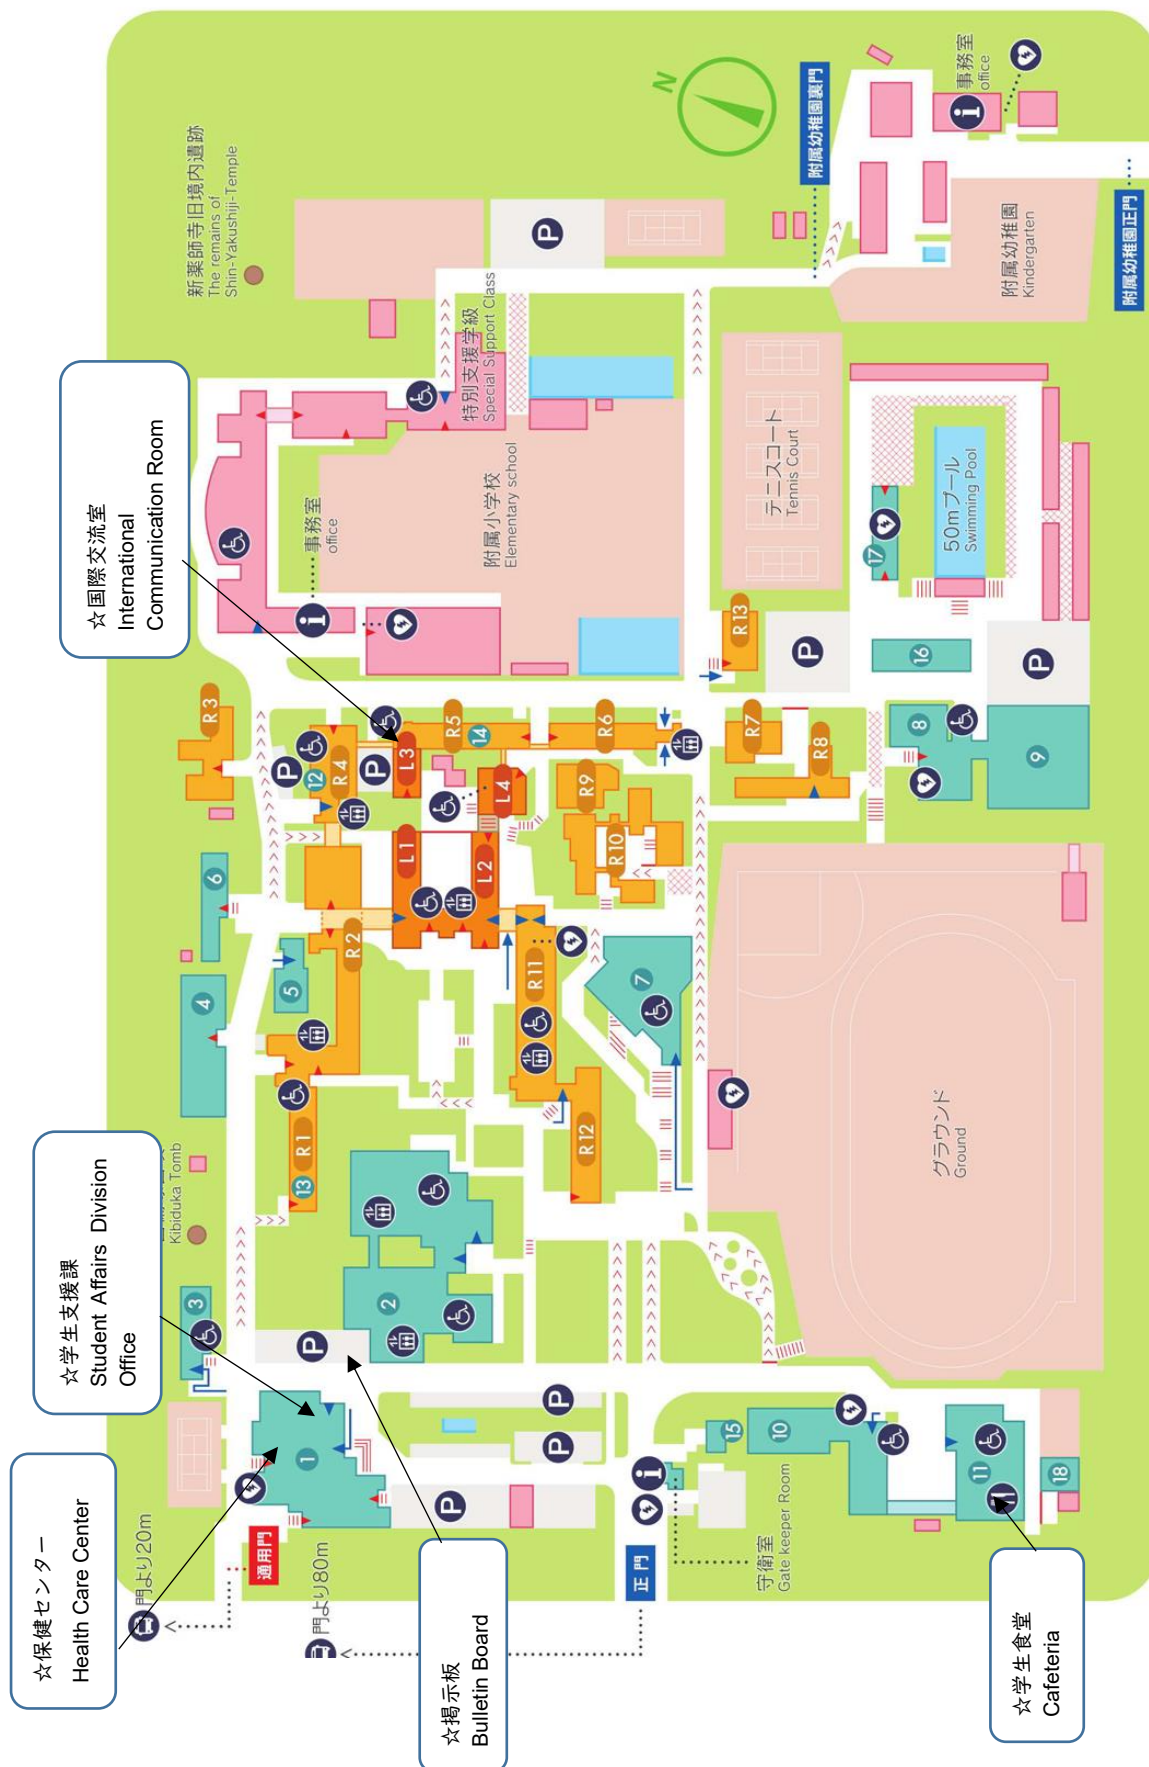 ☆国際交流室
International
Communication Room
☆学生支援課
Student Affairs Division
Office
☆保健センター
Health Care Center
☆掲示板
Bulletin Board
☆学生食堂
Cafeteria
新薬師寺旧境内遺跡
The remains of
Shin-Yakushiji-Temple
N
附属幼稚園裏門
事務室
office
附属幼稚園
Kindergarten
附属幼稚園正門
特別支援学級
Special Support Class
事務室
office
附属小学校
Elementary school
テニスコート
Tennis Court
50mプール
Swimming Pool
グラウンド
Ground
Kibiduka Tomb
守衛室
Gate keeper Room
正門
通用門
門より20m
門より80m
R1
R2
R3
R4
R5
R6
R7
R8
R9
R10
R11
R12
R13
L1
L2
L3
L4
1
2
3
4
5
6
7
8
9
10
11
12
13
14
15
16
17
18
P
P
P
P
P
P
P
P
P
i
i
i